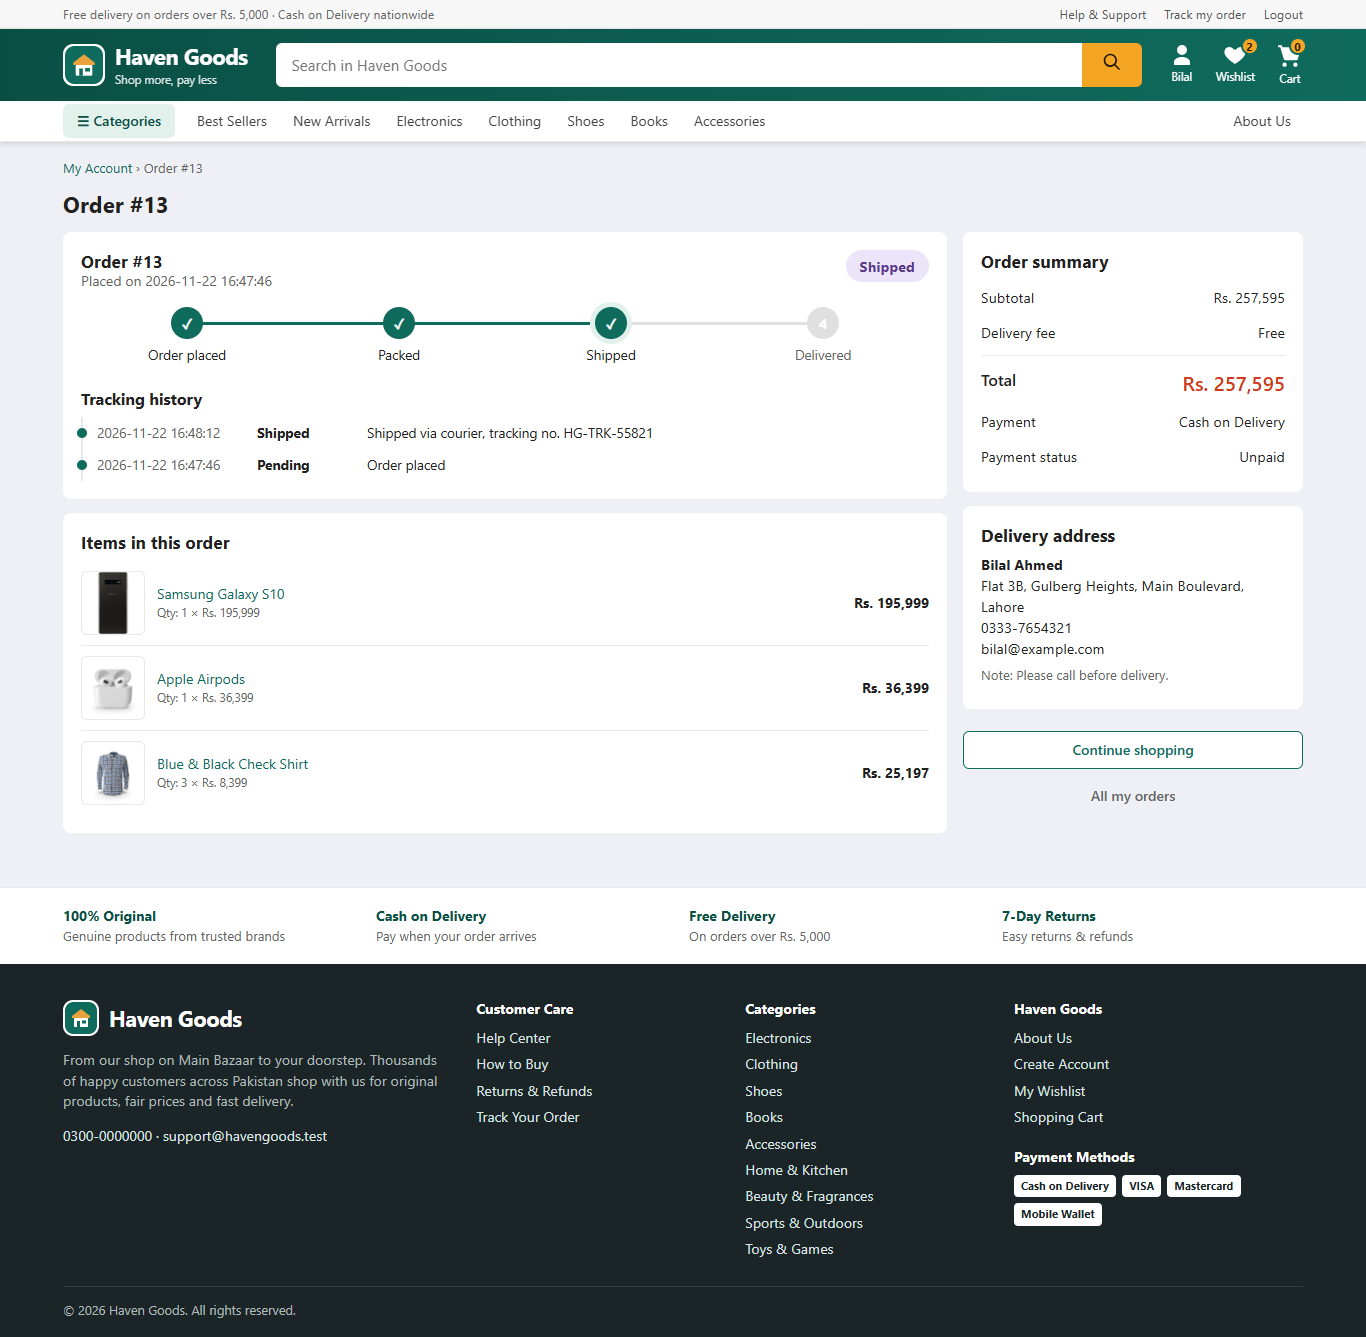 Free delivery on orders over Rs. 5,000 · Cash on Delivery nationwide
Help & Support
Track my order
Logout
Haven Goods
Shop more, pay less
Search in Haven Goods
Bilal
2
Wishlist
0
Cart
☰ Categories
Best Sellers
New Arrivals
Electronics
Clothing
Shoes
Books
Accessories
About Us
My Account › Order #13
Order #13
Order #13
Placed on 2026-11-22 16:47:46
Shipped
✓
✓
✓
4
Order placed
Packed
Shipped
Delivered
Tracking history
2026-11-22 16:48:12 Shipped Shipped via courier, tracking no. HG-TRK-55821
2026-11-22 16:47:46 Pending Order placed
Items in this order
Samsung Galaxy S10
Qty: 1 × Rs. 195,999
Rs. 195,999
Apple Airpods
Qty: 1 × Rs. 36,399
Rs. 36,399
Blue & Black Check Shirt
Qty: 3 × Rs. 8,399
Rs. 25,197
Order summary
Subtotal Rs. 257,595
Delivery fee Free
Total Rs. 257,595
Payment Cash on Delivery
Payment status Unpaid
Delivery address
Bilal Ahmed
Flat 3B, Gulberg Heights, Main Boulevard,
Lahore
0333-7654321
bilal@example.com
Note: Please call before delivery.
Continue shopping
All my orders
100% Original
Genuine products from trusted brands
Cash on Delivery
Pay when your order arrives
Free Delivery
On orders over Rs. 5,000
7-Day Returns
Easy returns & refunds
Haven Goods
From our shop on Main Bazaar to your doorstep. Thousands
of happy customers across Pakistan shop with us for original
products, fair prices and fast delivery.
0300-0000000 · support@havengoods.test
Customer Care
Help Center
How to Buy
Returns & Refunds
Track Your Order
Categories
Electronics
Clothing
Shoes
Books
Accessories
Home & Kitchen
Beauty & Fragrances
Sports & Outdoors
Toys & Games
Haven Goods
About Us
Create Account
My Wishlist
Shopping Cart
Payment Methods
Cash on Delivery
VISA
Mastercard
Mobile Wallet
© 2026 Haven Goods. All rights reserved.